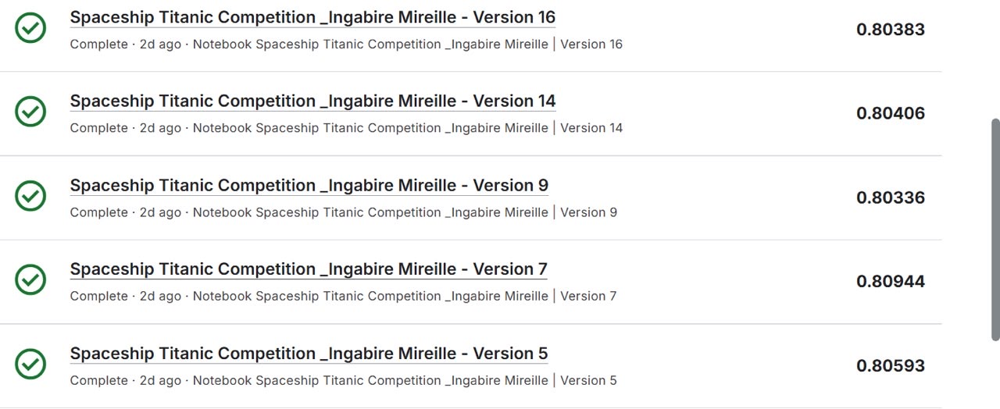 Spaceship Titanic Competition _Ingabire Mireille - Version 16
0.80383
Complete · 2d ago · Notebook Spaceship Titanic Competition _Ingabire Mireille | Version 16
Spaceship Titanic Competition _Ingabire Mireille - Version 14
0.80406
Complete · 2d ago · Notebook Spaceship Titanic Competition _Ingabire Mireille | Version 14
Spaceship Titanic Competition _Ingabire Mireille - Version 9
0.80336
Complete · 2d ago · Notebook Spaceship Titanic Competition _Ingabire Mireille | Version 9
Spaceship Titanic Competition _Ingabire Mireille - Version 7
0.80944
Complete · 2d ago · Notebook Spaceship Titanic Competition _Ingabire Mireille | Version 7
Spaceship Titanic Competition _Ingabire Mireille - Version 5
0.80593
Complete · 2d ago · Notebook Spaceship Titanic Competition _Ingabire Mireille | Version 5